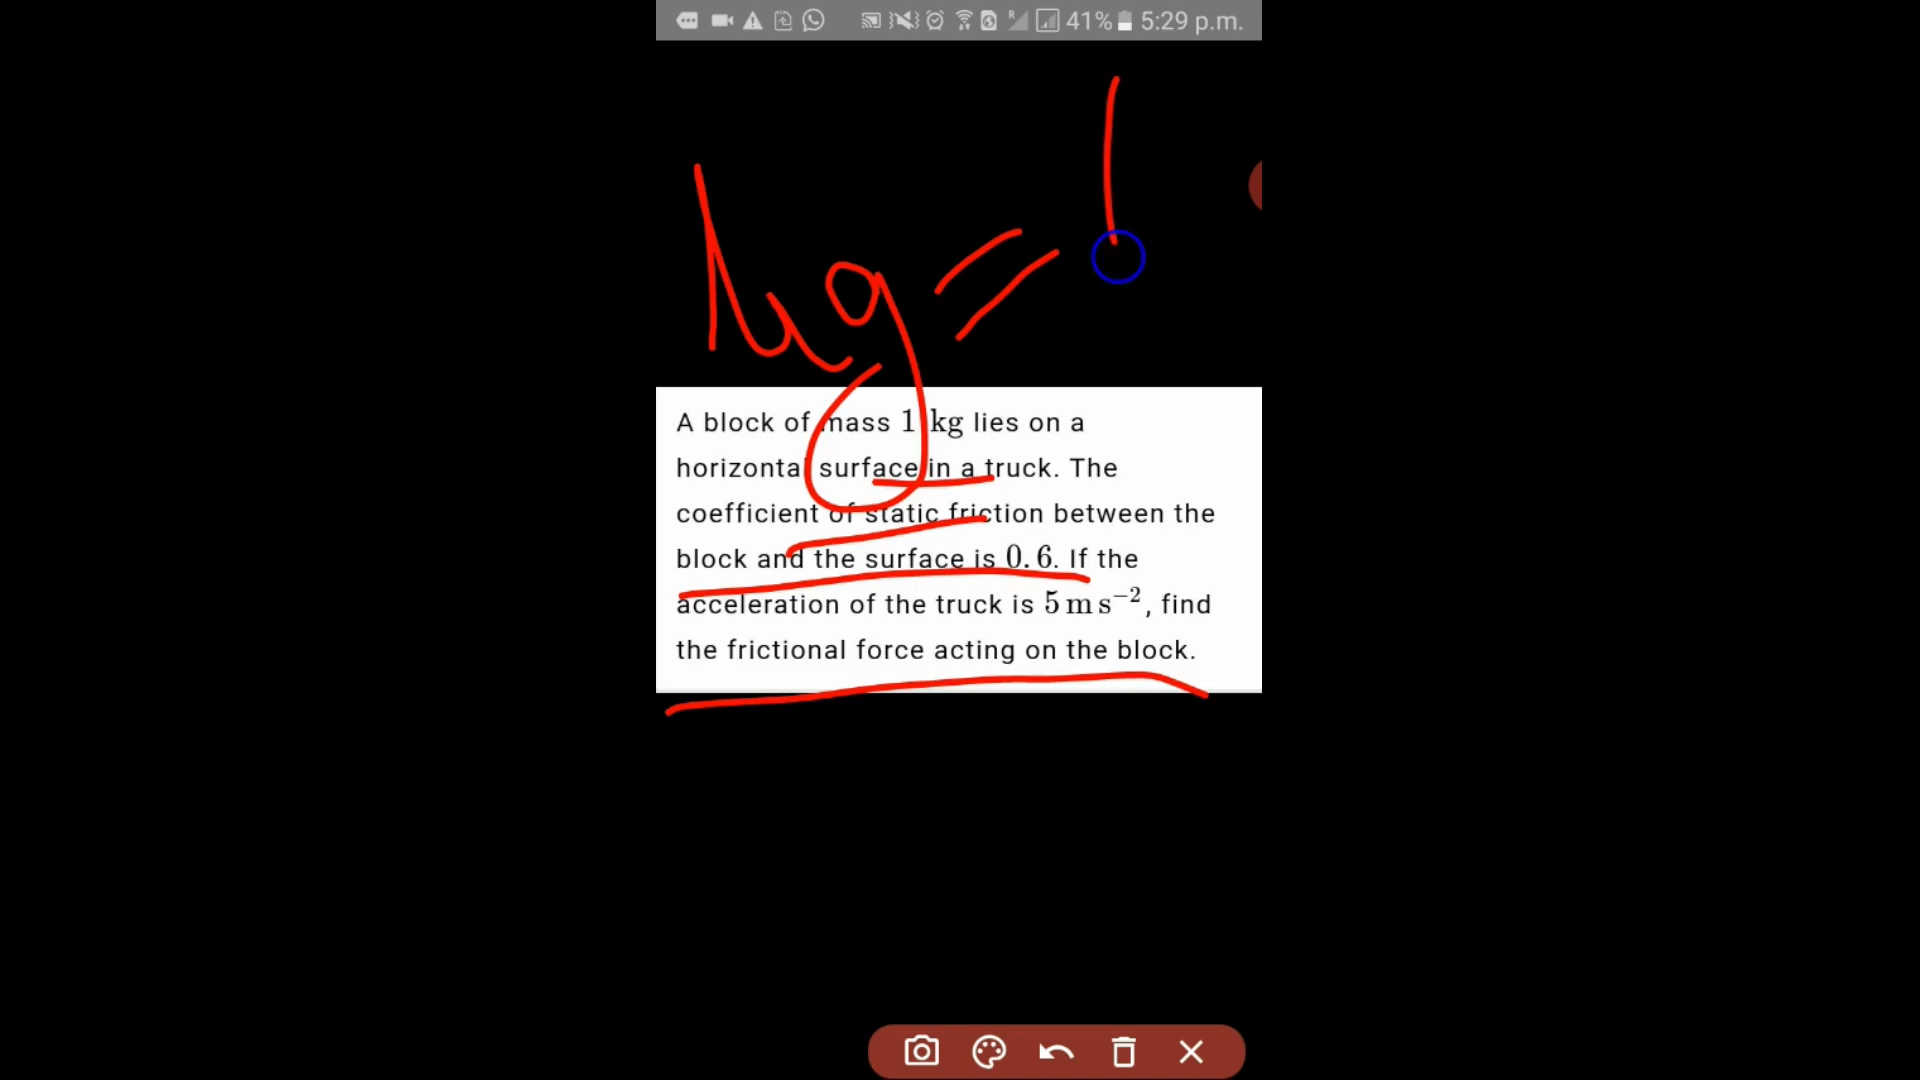 41% 5:29 p.m.
μg=1
A block of mass 1 kg lies on a
horizontal surface in a truck. The
coefficient of static friction between the
block and the surface is 0.6. If the
acceleration of the truck is 5 m s⁻², find
the frictional force acting on the block.